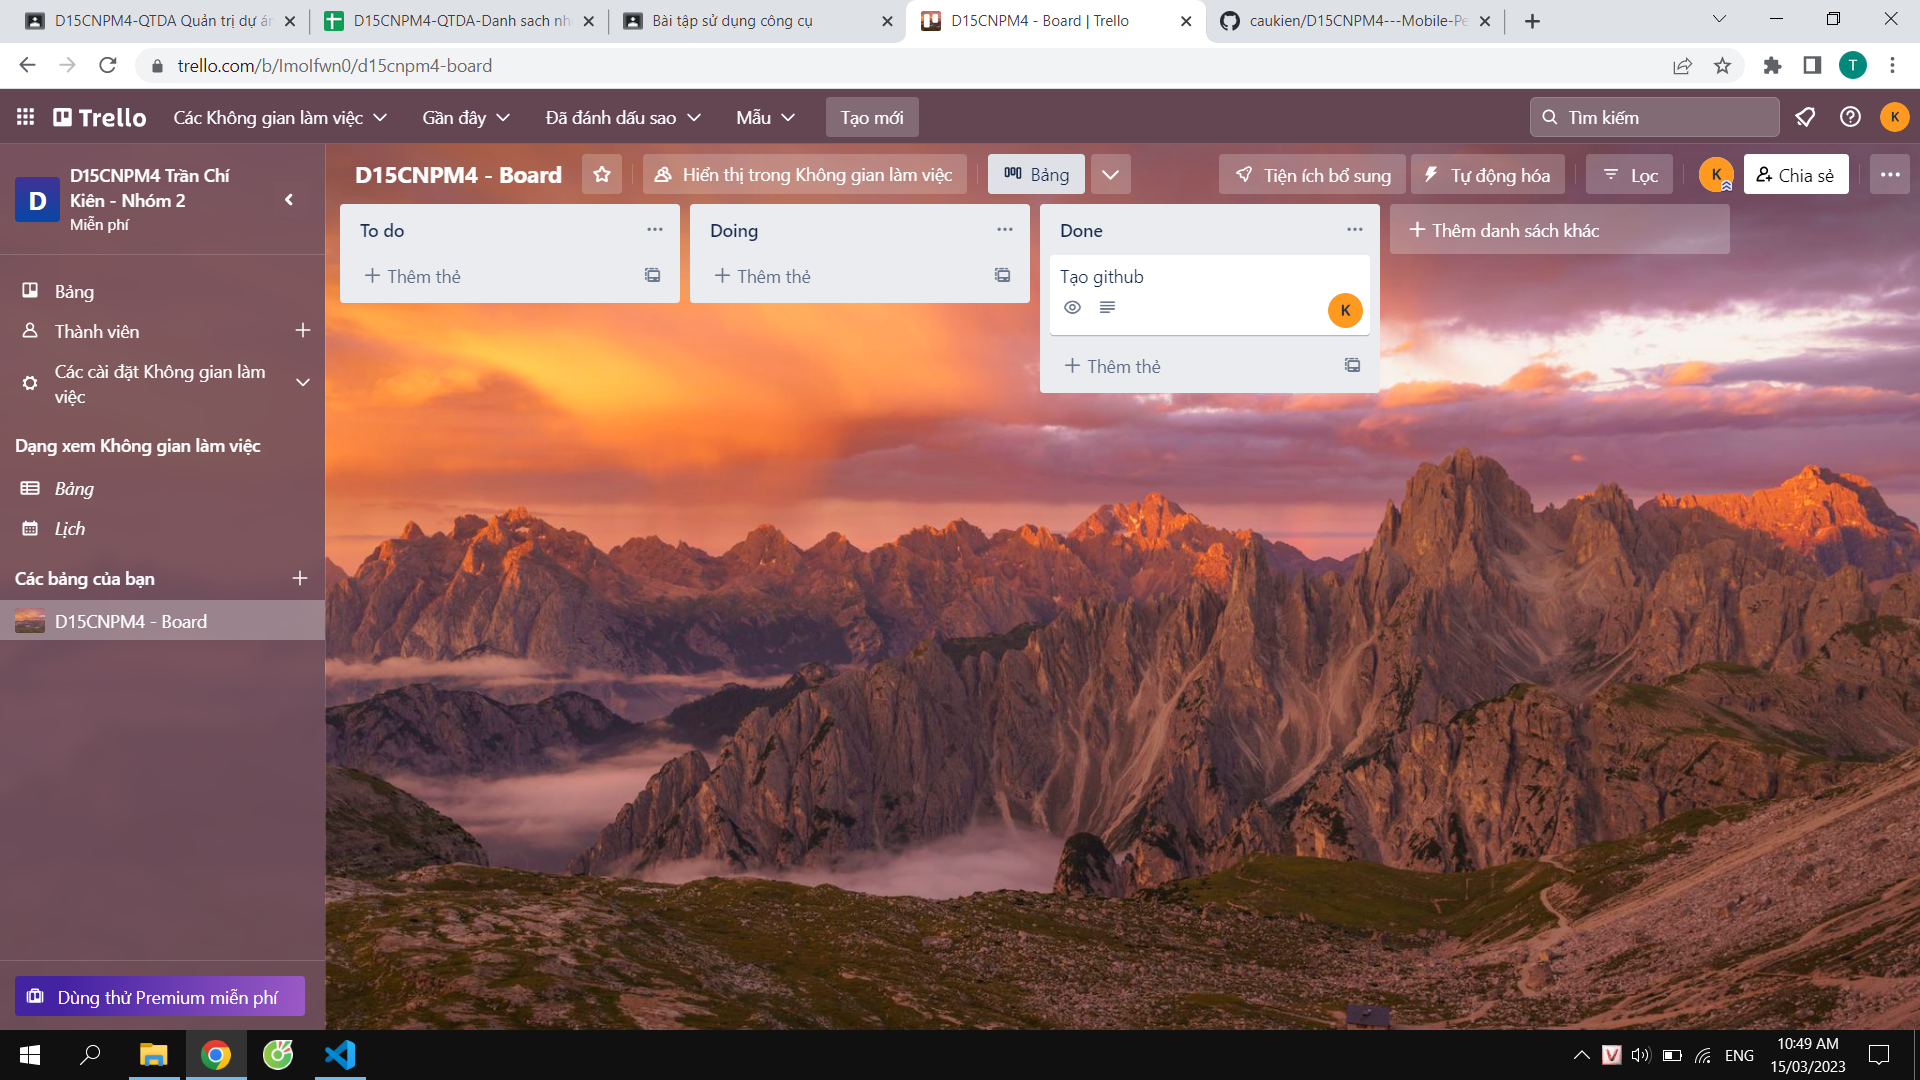 D15CNPM4-QTDA Quản trị dự án
D15CNPM4-QTDA-Danh sach nh
Bài tập sử dụng công cụ
D15CNPM4 - Board | Trello
caukien/D15CNPM4---Mobile-Pe
trello.com/b/ImoIfwn0/d15cnpm4-board
T
Trello
Các Không gian làm việc
Gần đây
Đã đánh dấu sao
Mẫu
Tạo mới
Tìm kiếm
K
D
D15CNPM4 Trần Chí
Kiên - Nhóm 2
Miễn phí
D15CNPM4 - Board
Hiển thị trong Không gian làm việc
Bảng
Tiện ích bổ sung
Tự động hóa
Lọc
K
Chia sẻ
Bảng
Thành viên
Các cài đặt Không gian làm
việc
Dạng xem Không gian làm việc
Bảng
Lịch
Các bảng của bạn
D15CNPM4 - Board
Dùng thử Premium miễn phí
To do
Thêm thẻ
Doing
Thêm thẻ
Done
Tạo github
K
Thêm thẻ
Thêm danh sách khác
V
ENG
10:49 AM
15/03/2023